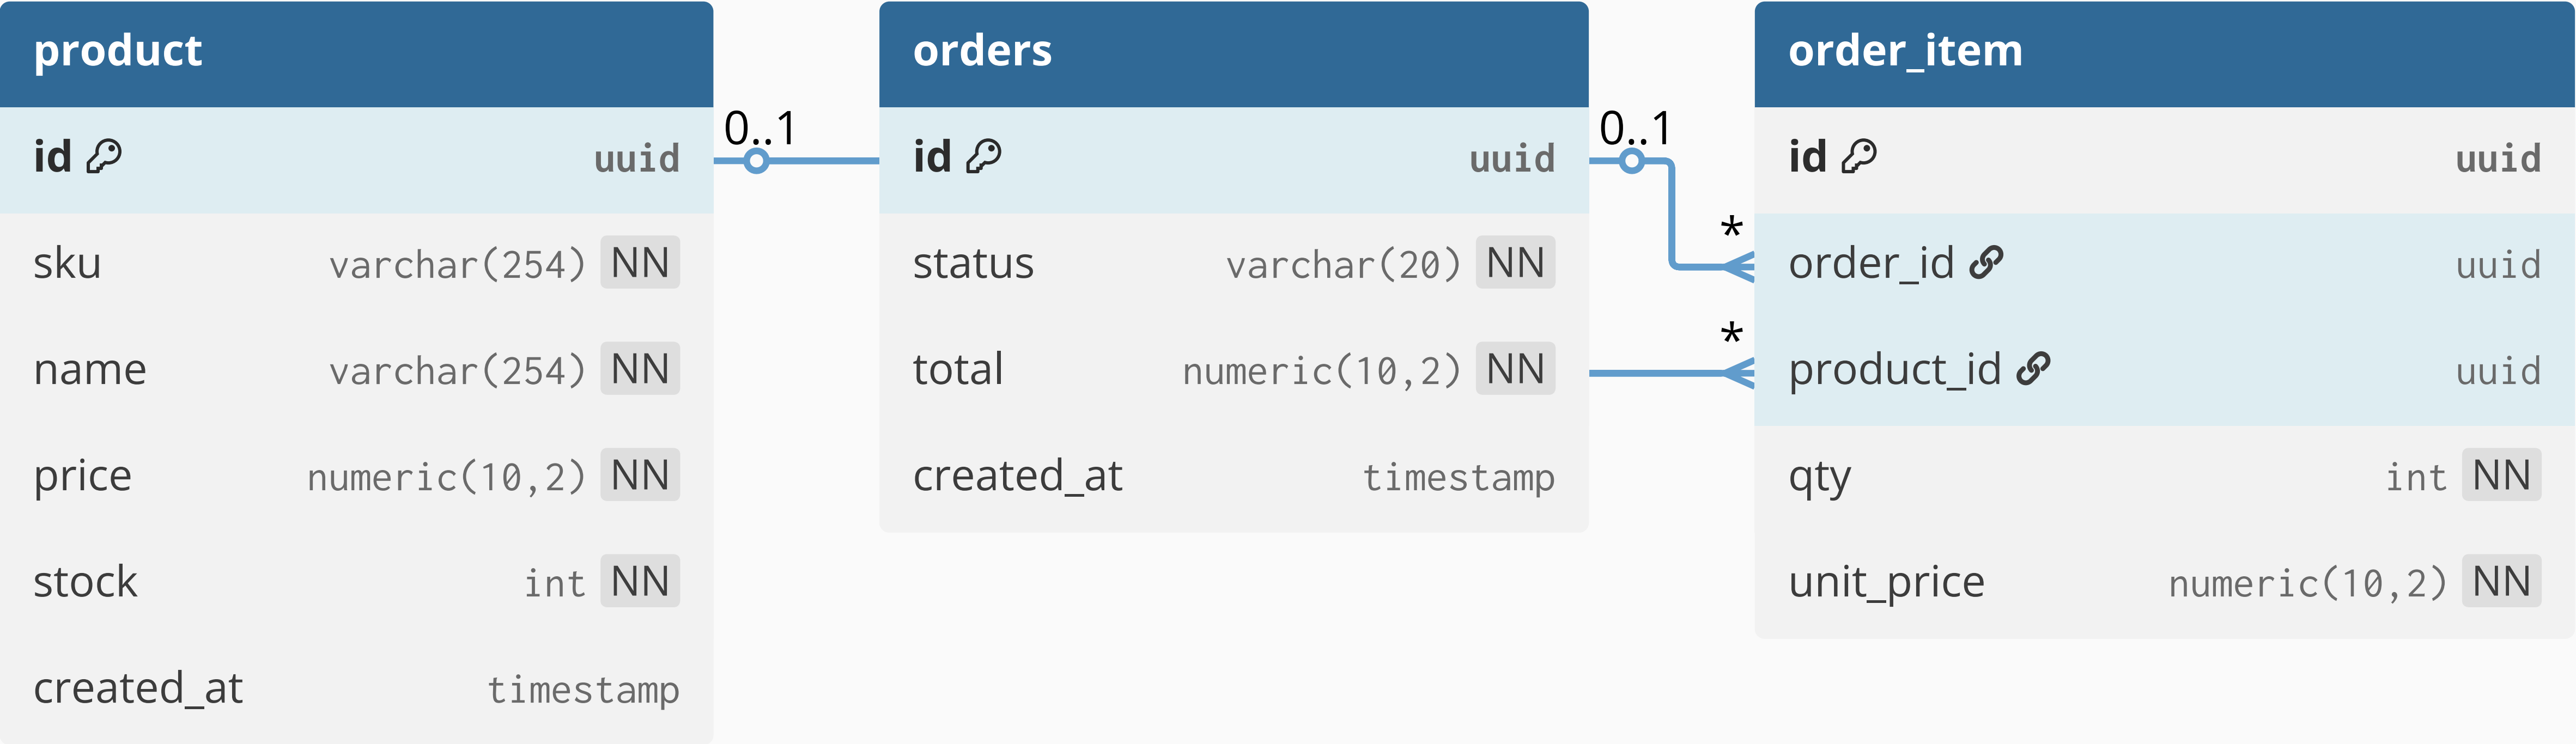 product
id uuid
sku varchar(254) NN
name varchar(254) NN
price numeric(10,2) NN
stock int NN
created_at timestamp
0..1
orders
id uuid
status varchar(20) NN
total numeric(10,2) NN
created_at timestamp
0..1
*
*
order_item
id uuid
order_id uuid
product_id uuid
qty int NN
unit_price numeric(10,2) NN